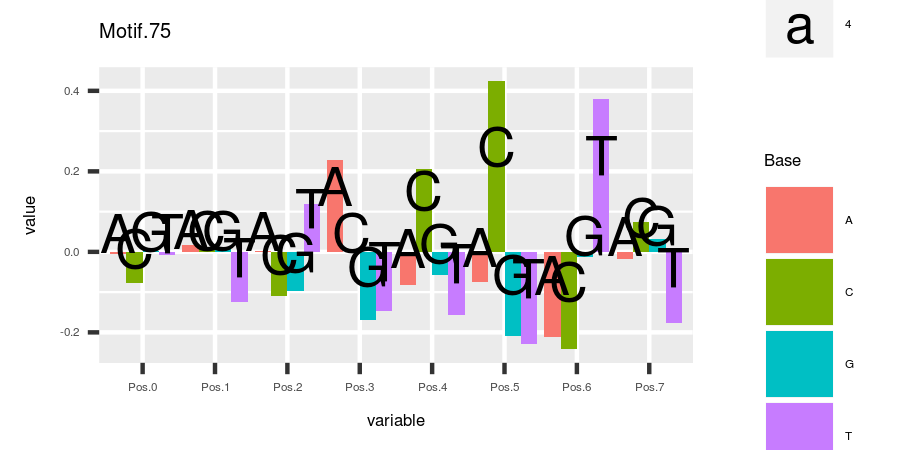 Motif.75
a 4
0.4
0.2
0.0
-0.2
value
A C G T A C G T A C G T A C G T A C G T A C G T A C G T A C G T
Pos.0 Pos.1 Pos.2 Pos.3 Pos.4 Pos.5 Pos.6 Pos.7
variable
Base
A
C
G
T